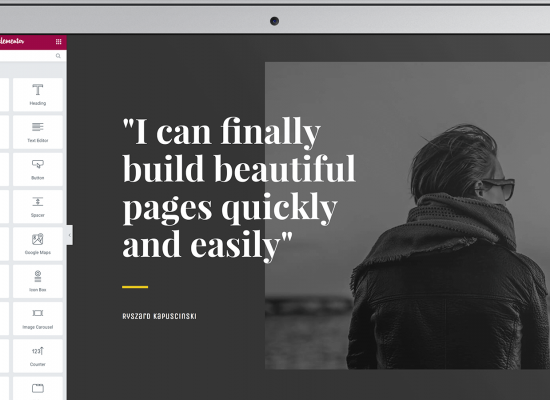 elementor
Heading
Text Editor
Button
Spacer
Google Maps
Icon Box
Image Carousel
123
Counter
"I can finally
build beautiful
pages quickly
and easily"
Ryszard Kapuscinski